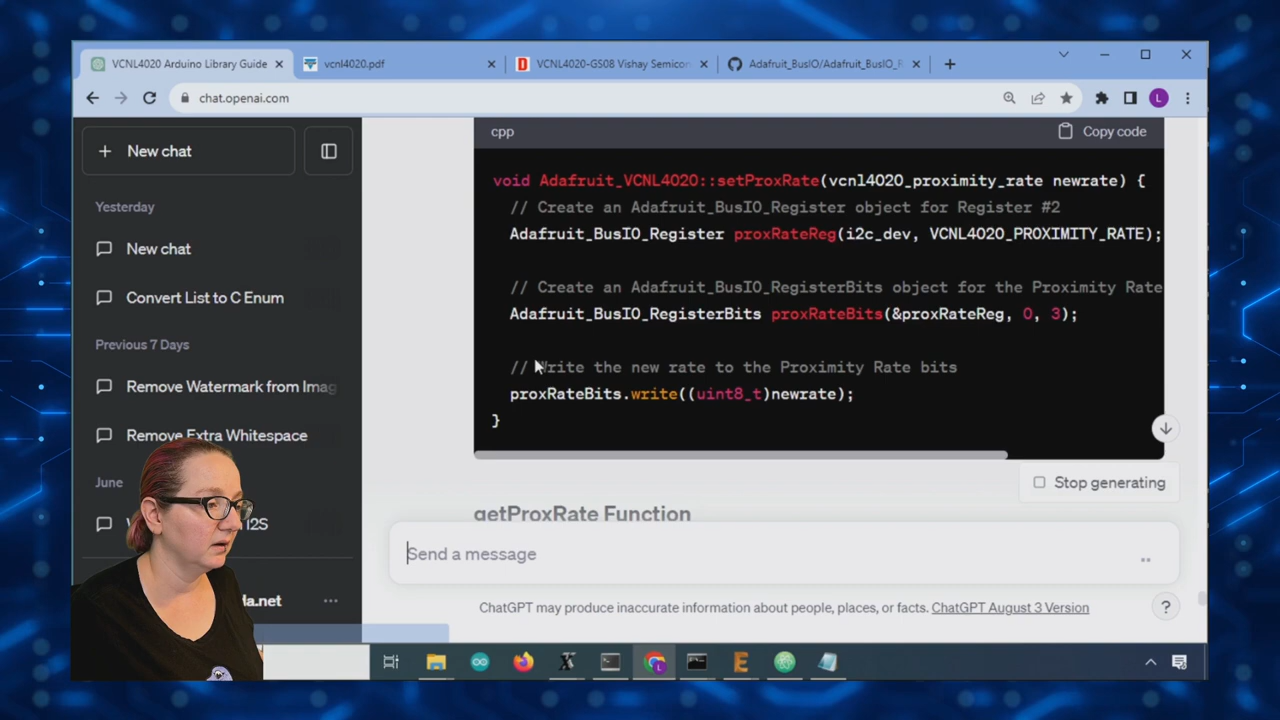 VCNL4020 Arduino Library Guide
vcnl4020.pdf
VCNL4020-GS08 Vishay Semicon
Adafruit_BusIO/Adafruit_BusIO_R
chat.openai.com
L
New chat
Yesterday
New chat
Convert List to C Enum
Previous 7 Days
Remove Watermark from Imag
Remove Extra Whitespace
June
I2S
da.net
cpp
Copy code
void Adafruit_VCNL4020::setProxRate(vcnl4020_proximity_rate newrate) {
// Create an Adafruit_BusIO_Register object for Register #2
Adafruit_BusIO_Register proxRateReg(i2c_dev, VCNL4020_PROXIMITY_RATE);
// Create an Adafruit_BusIO_RegisterBits object for the Proximity Rate
Adafruit_BusIO_RegisterBits proxRateBits(&proxRateReg, 0, 3);
// Write the new rate to the Proximity Rate bits
proxRateBits.write((uint8_t)newrate);
}
Stop generating
getProxRate Function
Send a message
ChatGPT may produce inaccurate information about people, places, or facts. ChatGPT August 3 Version
?